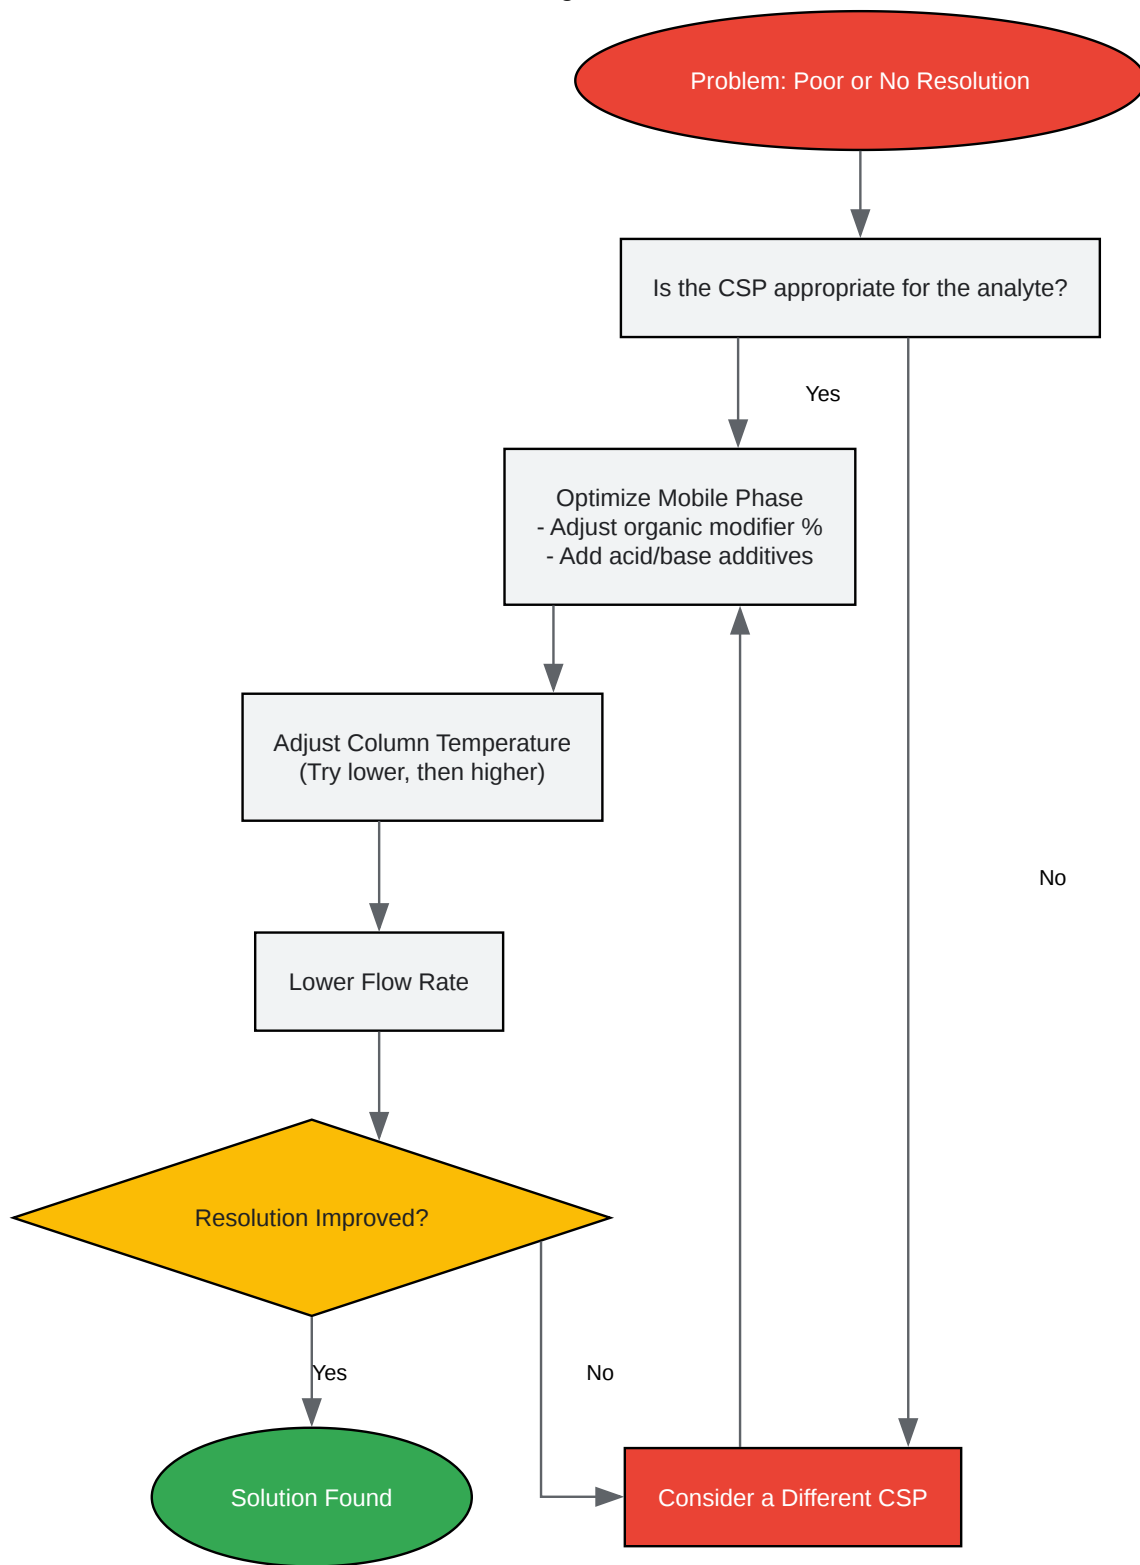 Problem: Poor or No Resolution
Is the CSP appropriate for the analyte?
Yes
Optimize Mobile Phase
- Adjust organic modifier %
- Add acid/base additives
Adjust Column Temperature
(Try lower, then higher)
No
Lower Flow Rate
Resolution Improved?
Yes
No
Solution Found
Consider a Different CSP